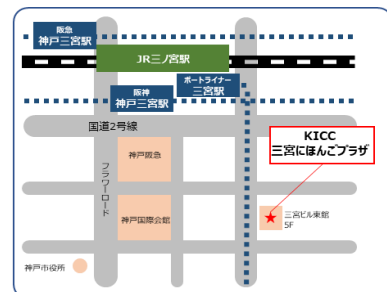 阪急
神戸三宮駅
JR三ノ宮駅
ポートライナー
三宮駅
阪神
神戸三宮駅
国道2号線
KICC
三宮にほんごプラザ
神戸阪急
フラワーロード
神戸国際会館
三宮ビル東館
5F
神戸市役所